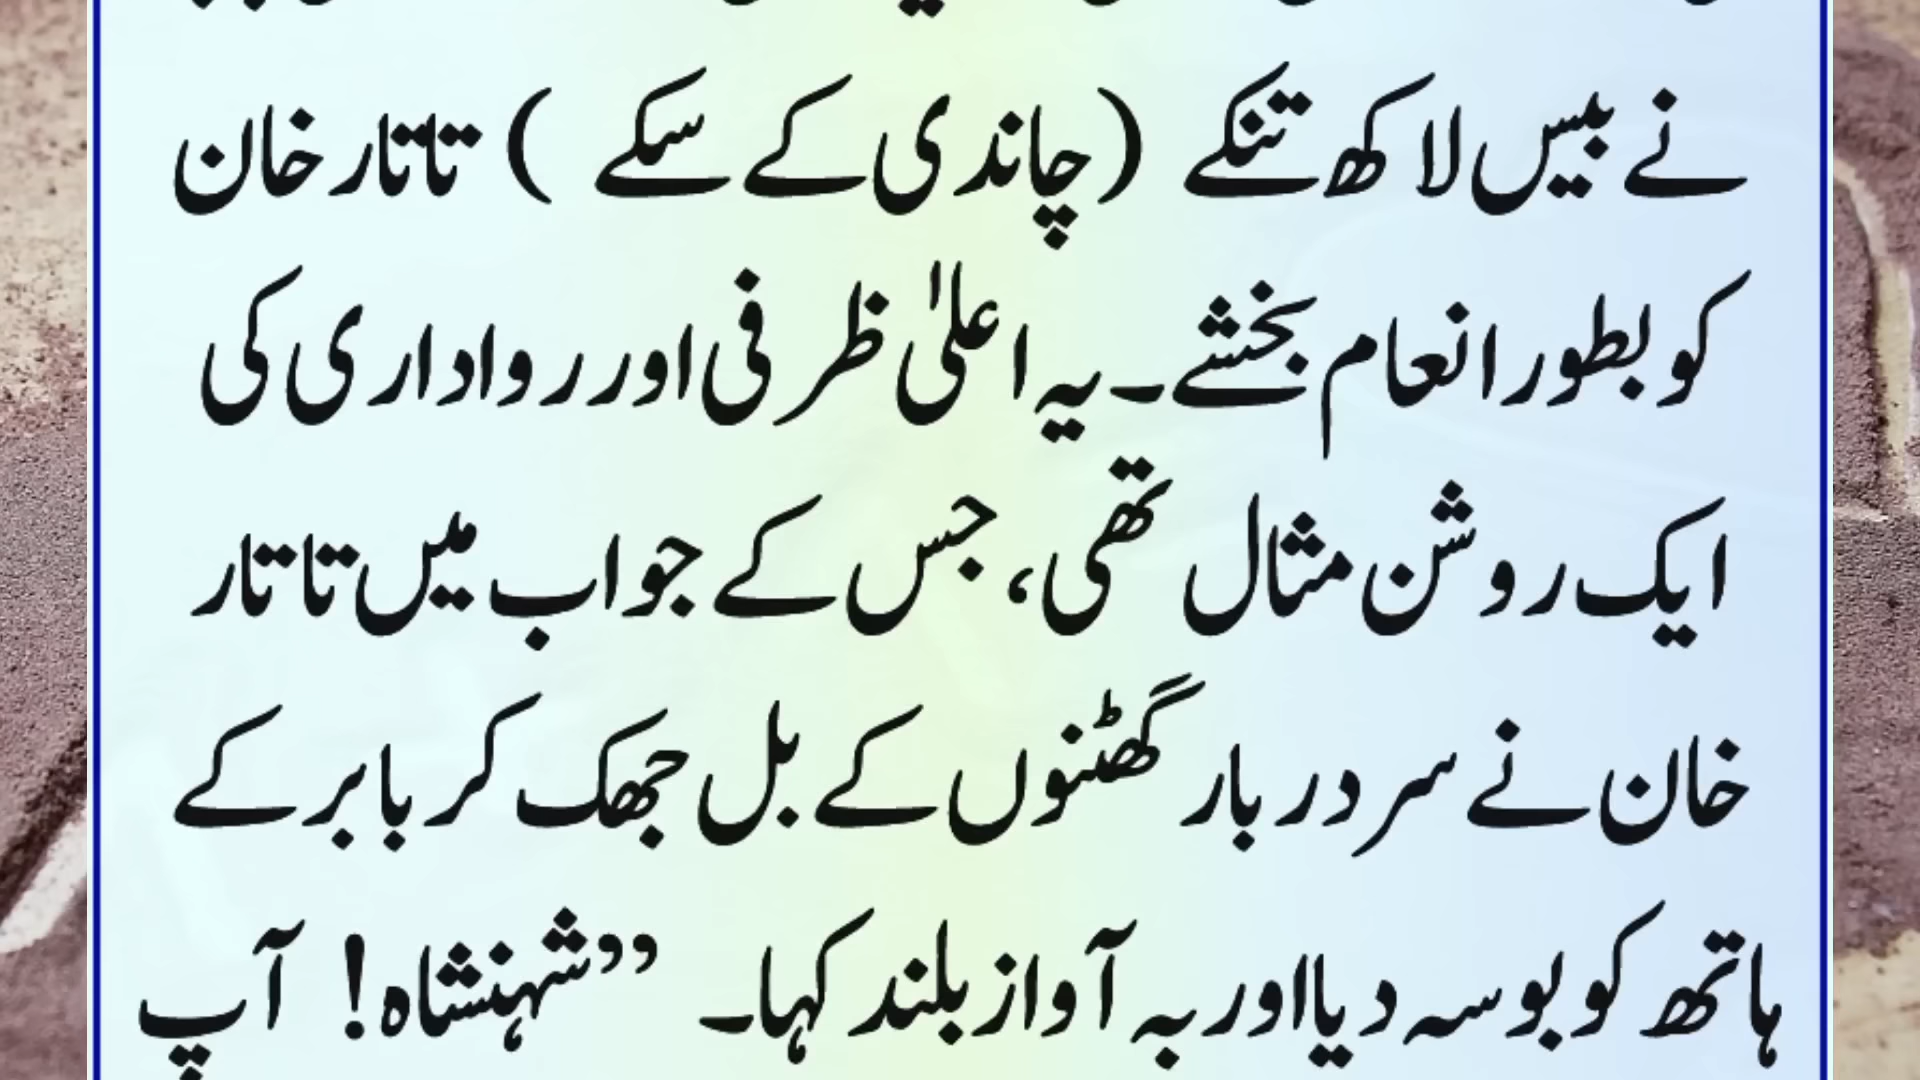 نے بیس لاکھ تنکے (چاندی کے سکے ) تاتار خان
کو بطور انعام بخشے۔ یہ اعلیٰ ظرفی اور رواداری کی
ایک روشن مثال تھی، جس کے جواب میں تاتار
خان نے سردربار گھٹنوں کے بل جھک کر بابر کے
ہاتھ کو بوسہ دیا اور بہ آواز بلند کہا۔ ”شہنشاہ! آپ